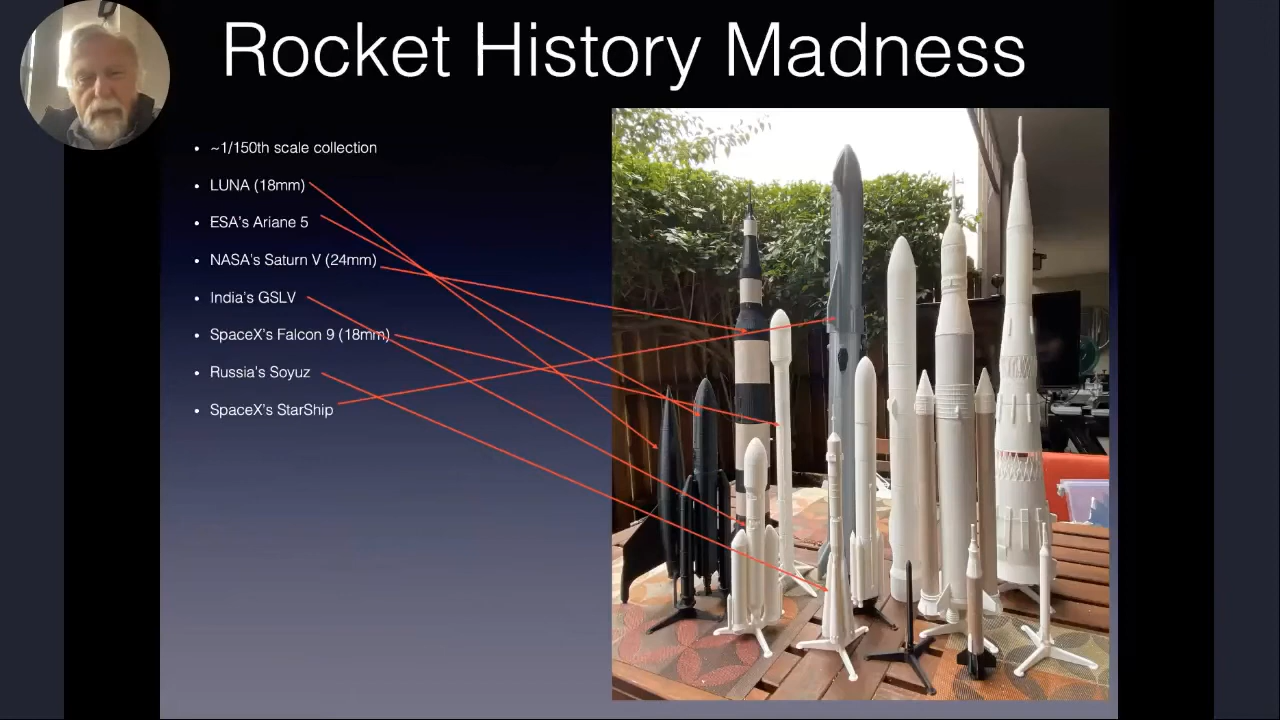 Rocket History Madness
• ~1/150th scale collection
• LUNA (18mm)
• ESA's Ariane 5
• NASA's Saturn V (24mm)
• India's GSLV
• SpaceX's Falcon 9 (18mm)
• Russia's Soyuz
• SpaceX's StarShip